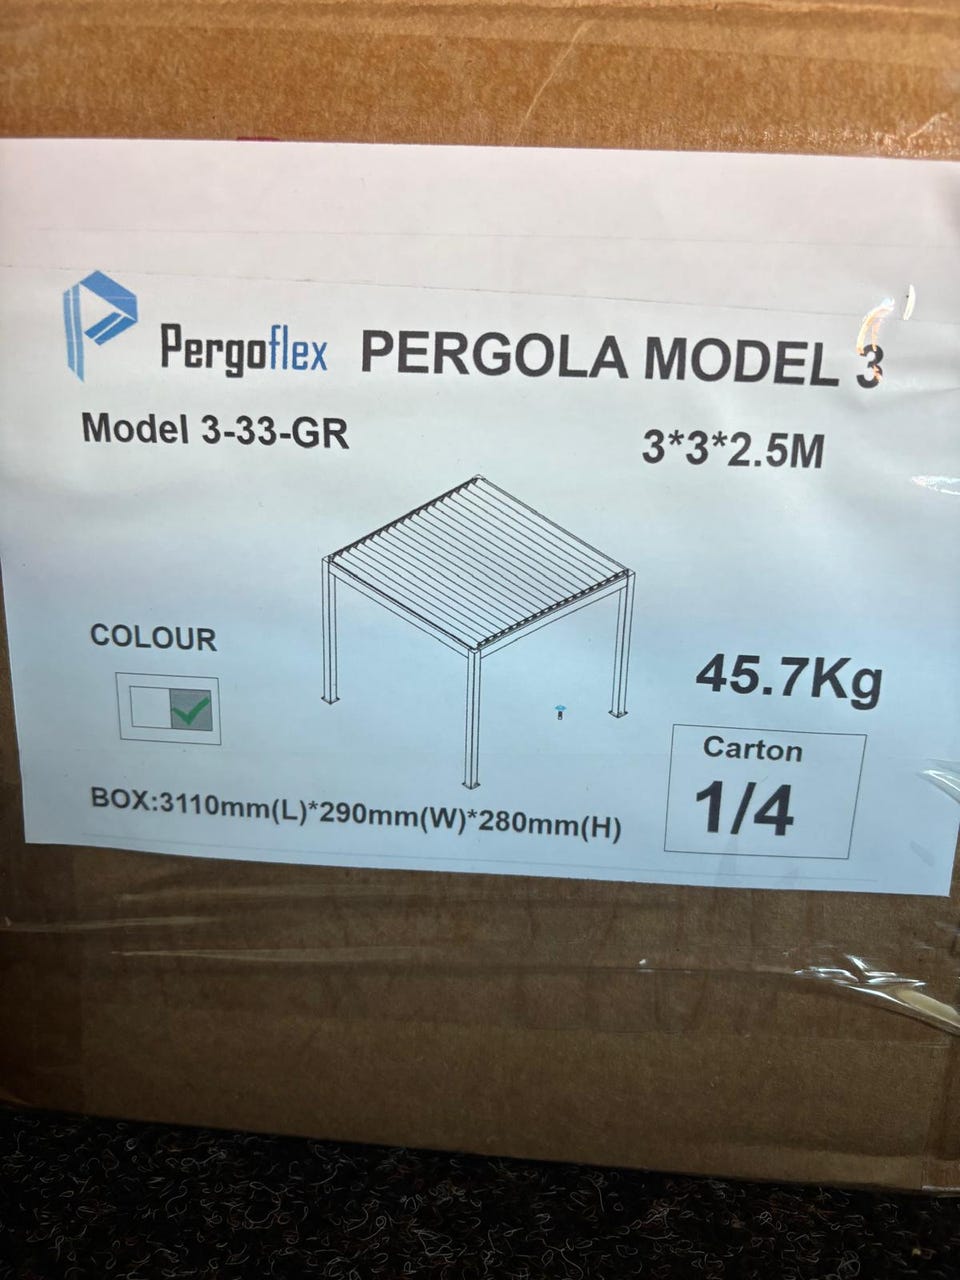 Pergoflex PERGOLA MODEL 3
Model 3-33-GR
3*3*2.5M
COLOUR
45.7Kg
Carton
1/4
BOX:3110mm(L)*290mm(W)*280mm(H)